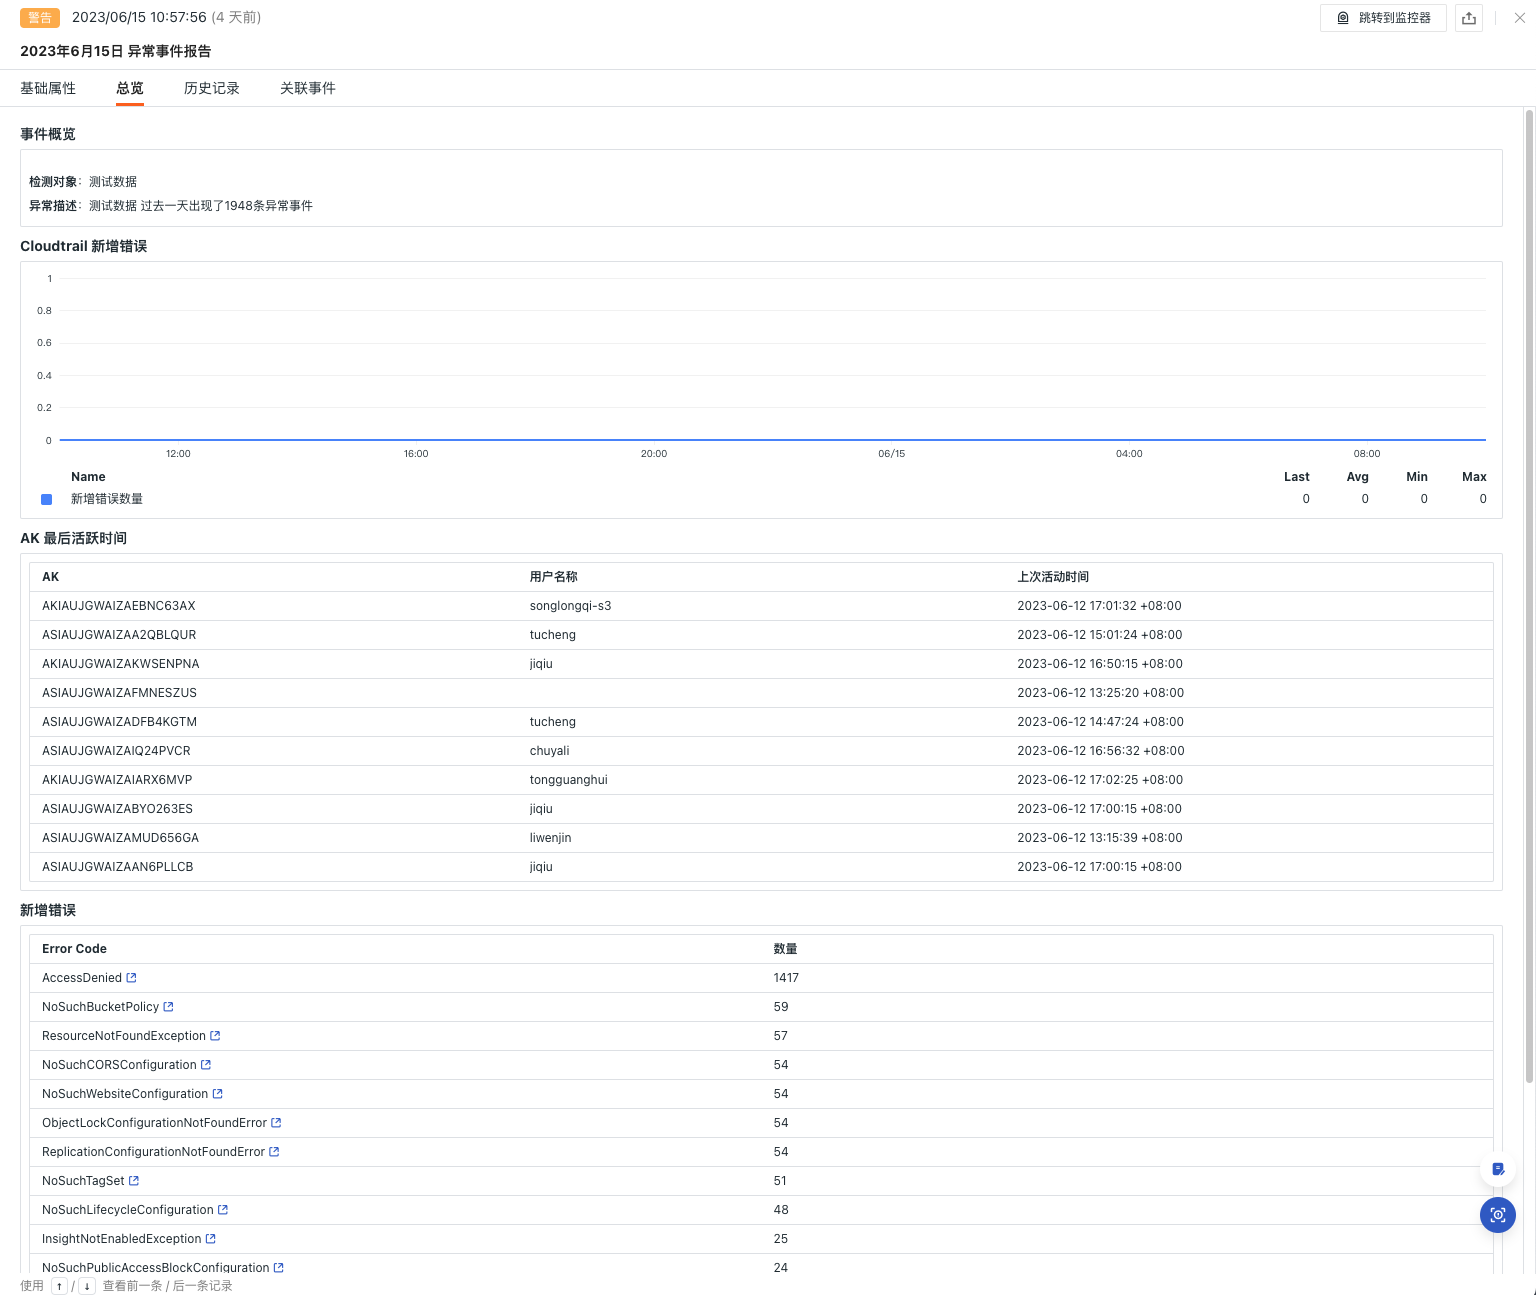 警告 2023/06/15 10:57:56 (4 天前) 跳转到监控器
2023年6月15日 异常事件报告
基础属性 总览 历史记录 关联事件
事件概览
检测对象：测试数据
异常描述：测试数据 过去一天出现了1948条异常事件
Cloudtrail 新增错误
1
0.8
0.6
0.4
0.2
0
12:00 16:00 20:00 06/15 04:00 08:00
Name Last Avg Min Max
新增错误数量 0 0 0 0
AK 最后活跃时间
AK 用户名称 上次活动时间
AKIAUJGWAIZAEBNC63AX songlongqi-s3 2023-06-12 17:01:32 +08:00
ASIAUJGWAIZAA2QBLQUR tucheng 2023-06-12 15:01:24 +08:00
AKIAUJGWAIZAKWSENPNA jiqiu 2023-06-12 16:50:15 +08:00
ASIAUJGWAIZAFMNESZUS 2023-06-12 13:25:20 +08:00
ASIAUJGWAIZADFB4KGTM tucheng 2023-06-12 14:47:24 +08:00
ASIAUJGWAIZAIQ24PVCR chuyali 2023-06-12 16:56:32 +08:00
AKIAUJGWAIZAIARX6MVP tongguanghui 2023-06-12 17:02:25 +08:00
ASIAUJGWAIZABYO263ES jiqiu 2023-06-12 17:00:15 +08:00
ASIAUJGWAIZAMUD656GA liwenjin 2023-06-12 13:15:39 +08:00
ASIAUJGWAIZAAN6PLLCB jiqiu 2023-06-12 17:00:15 +08:00
新增错误
Error Code 数量
AccessDenied 1417
NoSuchBucketPolicy 59
ResourceNotFoundException 57
NoSuchCORSConfiguration 54
NoSuchWebsiteConfiguration 54
ObjectLockConfigurationNotFoundError 54
ReplicationConfigurationNotFoundError 54
NoSuchTagSet 51
NoSuchLifecycleConfiguration 48
InsightNotEnabledException 25
NoSuchPublicAccessBlockConfiguration 24
使用 ↑ / ↓ 查看前一条 / 后一条记录